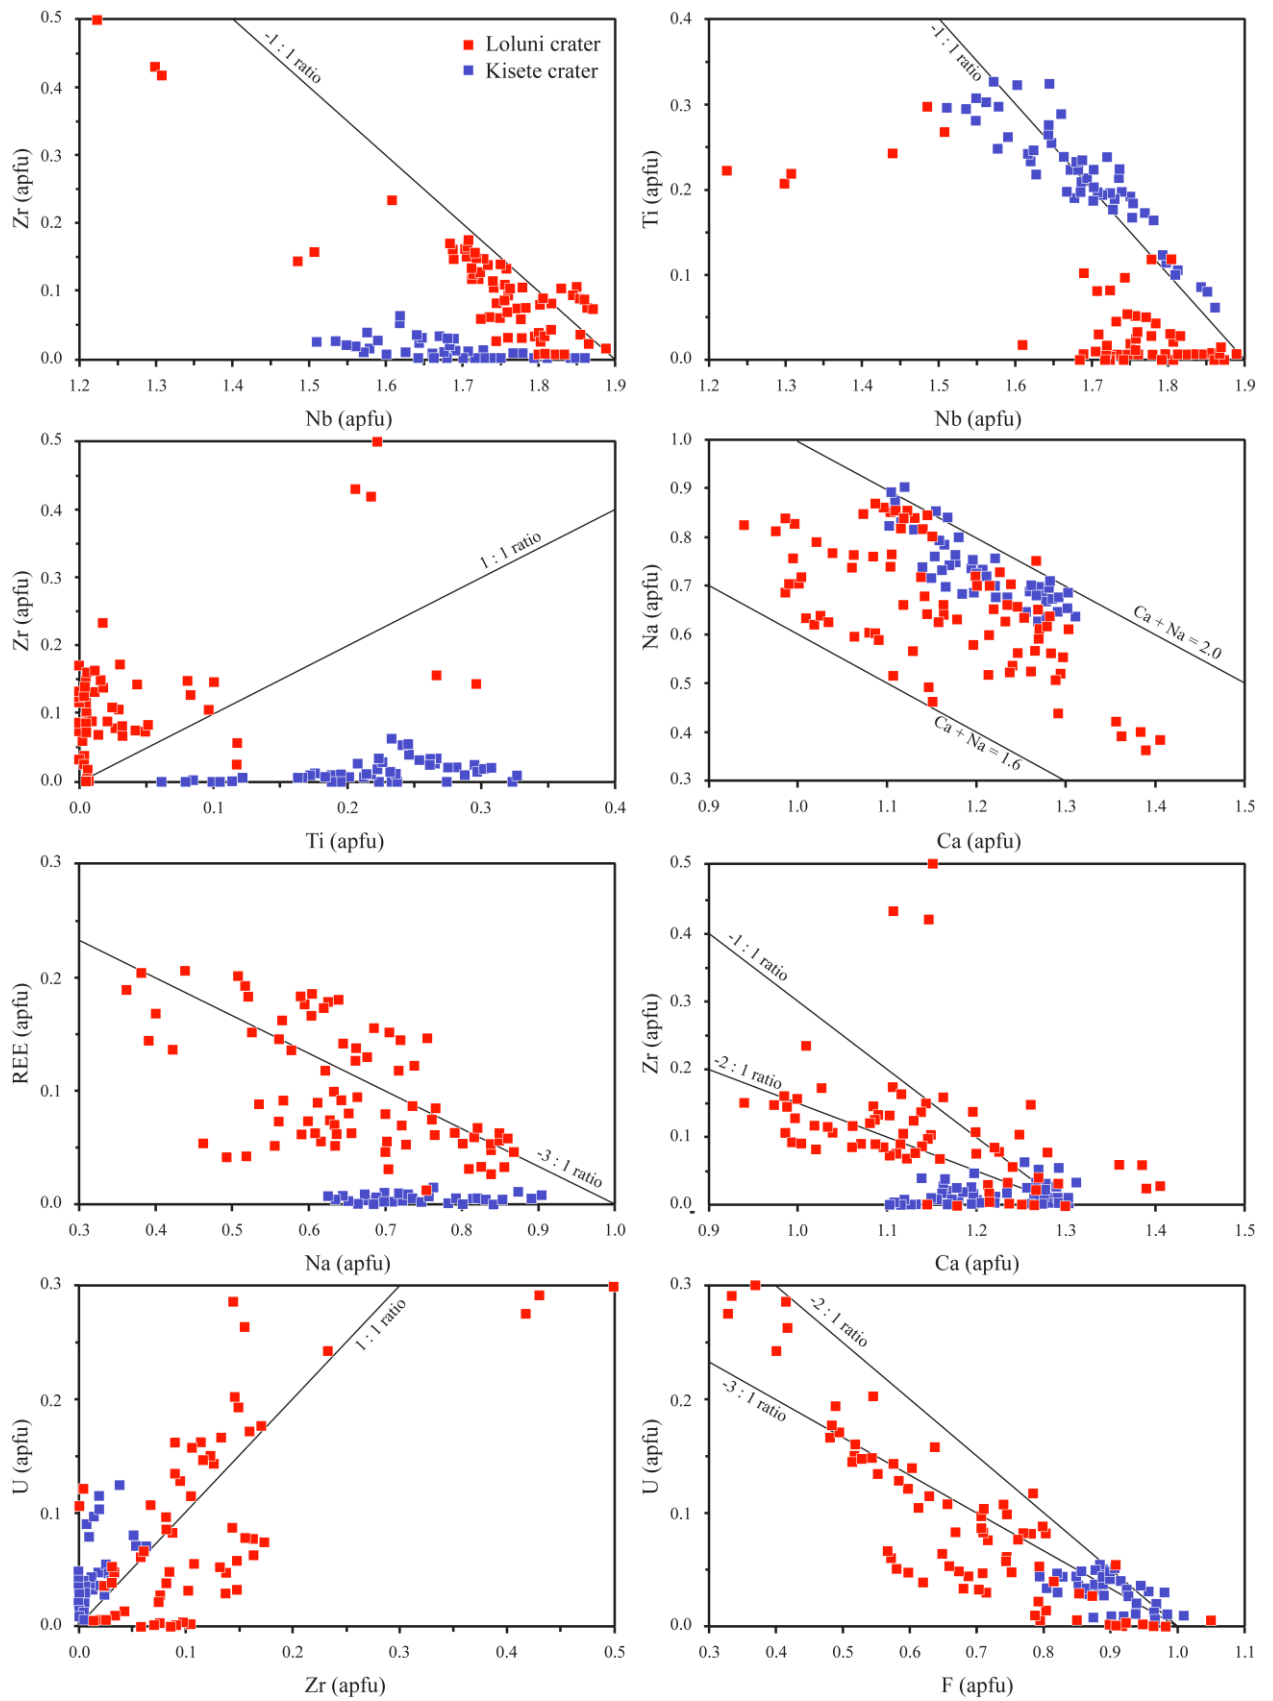 0.5
0.4
0.3
0.2
0.1
0.0
Zr (apfu)
-1 : 1 ratio
Loluni crater
Kisete crater
1.2 1.3 1.4 1.5 1.6 1.7 1.8 1.9
Nb (apfu)
0.4
0.3
0.2
0.1
0.0
Ti (apfu)
-1 : 1 ratio
1.2 1.3 1.4 1.5 1.6 1.7 1.8 1.9
Nb (apfu)
0.5
0.4
0.3
0.2
0.1
0.0
Zr (apfu)
1 : 1 ratio
0.0 0.1 0.2 0.3 0.4
Ti (apfu)
1.0
0.9
0.8
0.7
0.6
0.5
0.4
0.3
Na (apfu)
Ca + Na = 2.0
Ca + Na = 1.6
0.9 1.0 1.1 1.2 1.3 1.4 1.5
Ca (apfu)
0.3
0.2
0.1
0.0
REE (apfu)
-3 : 1 ratio
0.3 0.4 0.5 0.6 0.7 0.8 0.9 1.0
Na (apfu)
0.5
0.4
0.3
0.2
0.1
0.0
Zr (apfu)
-1 : 1 ratio
-2 : 1 ratio
0.9 1.0 1.1 1.2 1.3 1.4 1.5
Ca (apfu)
0.3
0.2
0.1
0.0
U (apfu)
1 : 1 ratio
0.0 0.1 0.2 0.3 0.4 0.5
Zr (apfu)
0.3
0.2
0.1
0.0
U (apfu)
-2 : 1 ratio
-3 : 1 ratio
0.3 0.4 0.5 0.6 0.7 0.8 0.9 1.0 1.1
F (apfu)